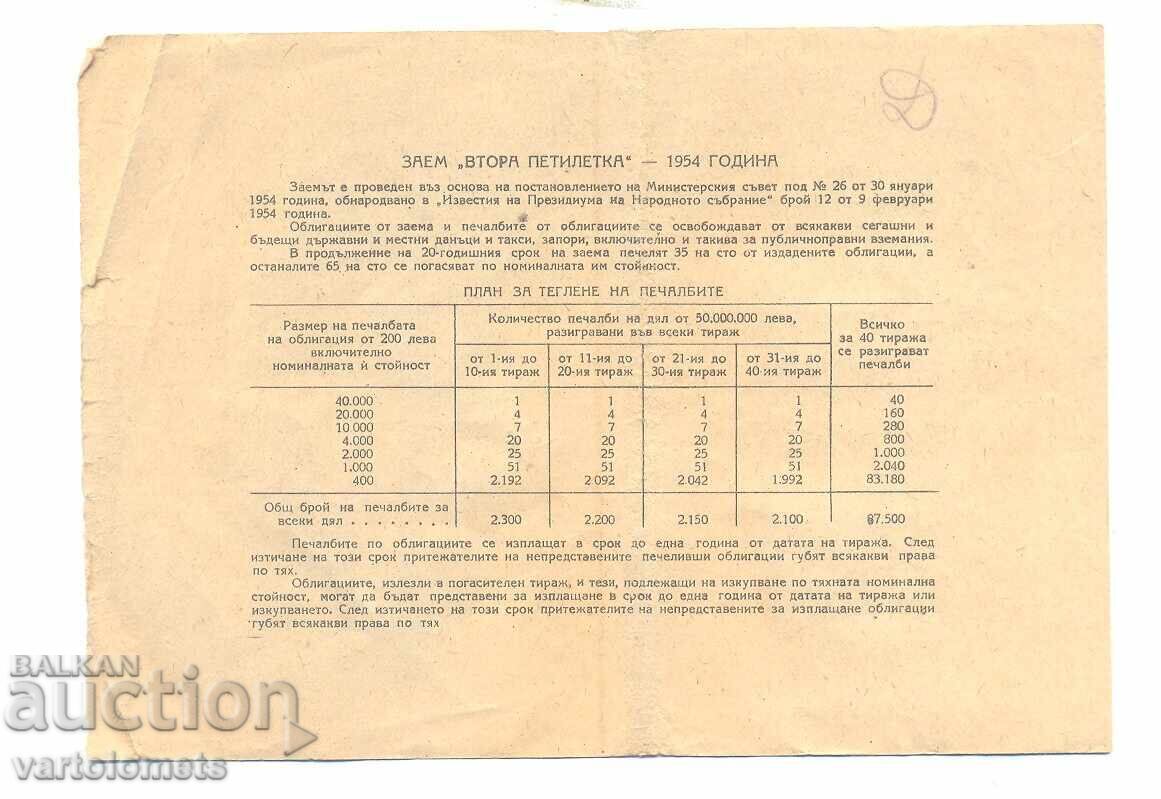 ЗАЕМ „ВТОРА ПЕТИЛЕТКА" — 1954 ГОДИНА
Заемът е проведен въз основа на постановлението на Министерския съвет под № 26 от 30 януари
1954 година, обнародвано в „Известия на Президиума на Народното събрание" брой 12 от 9 февруари
1954 година.
Облигациите от заема и печалбите от облигациите се освобождават от всякакви сегашни и
бъдещи държавни и местни данъци и такси, запори, включително и такива за публичноправни вземания.
В продължение на 20-годишния срок на заема печелят 35 на сто от издадените облигации, а
останалите 65 на сто се погасяват по номиналната им стойност.
ПЛАН ЗА ТЕГЛЕНЕ НА ПЕЧАЛБИТЕ
Размер на печалбата
на облигация от 200 лева
включително
номиналната ѝ стойност
Количество печалби на дял от 50,000.000 лева,
разигравани във всеки тираж
Всичко
за 40 тиража
се разиграват
печалби
от 1-ия до
10-ия тираж
от 11-ия до
20-ия тираж
от 21-ия до
30-ия тираж
от 31-ия до
40-ия тираж
40.000 1 1 1 1 40
20.000 4 4 4 4 160
10.000 7 7 7 7 280
4.000 20 20 20 20 800
2.000 25 25 25 25 1.000
1.000 51 51 51 51 2.040
400 2.192 2 092 2 042 1.992 83.180
Общ брой на печалбите за
всеки дял . . . . . . . . 2.300 2.200 2.150 2.100 87.500
Печалбите по облигациите се изплащат в срок до една година от датата на тиража. След
изтичане на този срок притежателите на непредставените печеливши облигации губят всякакви права
по тях.
Облигациите, излезли в погасителен тираж, и тези, подлежащи на изкупване по тяхната номинална
стойност, могат да бъдат представени за изплащане в срок до една година от датата на тиража или
изкупването. След изтичането на този срок притежателите на непредставените за изплащане облигации
губят всякакви права по тях
BALKAN
auction
vartolomets